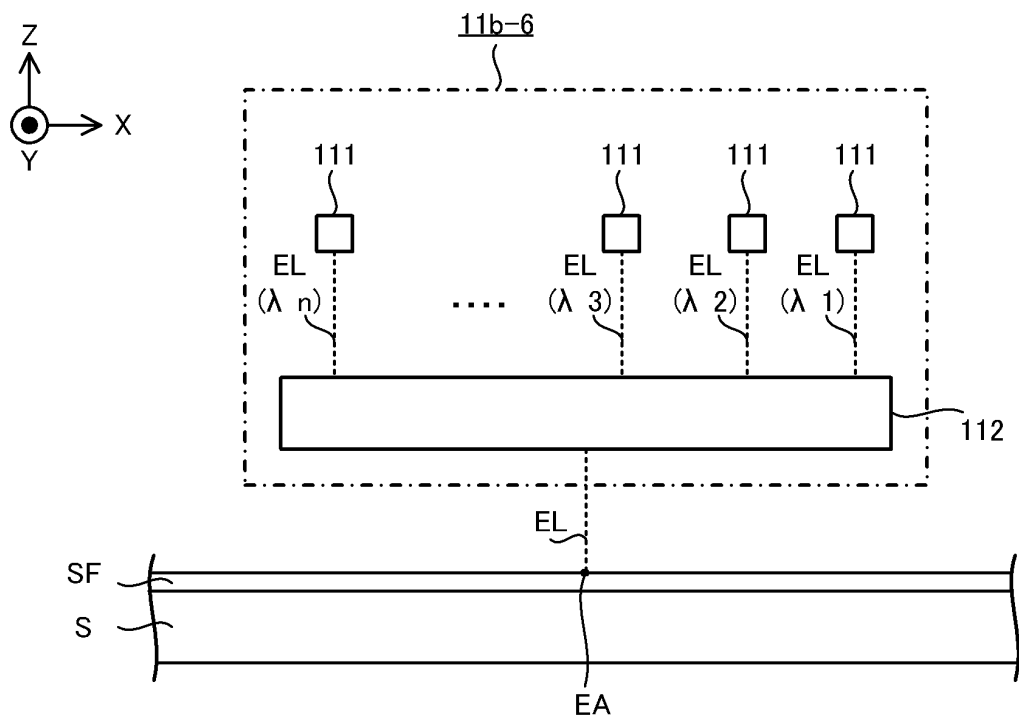 11b-6
Z
X
Y
111 111 111 111
EL EL EL EL
(λ n) ‥‥ (λ 3) (λ 2) (λ 1)
112
EL
SF
S
EA